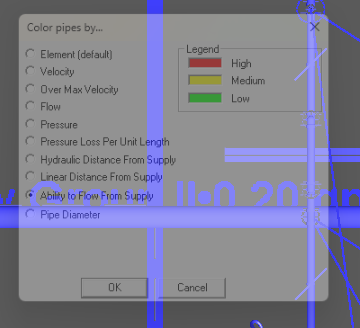 Color pipes by...
Element (default)
Velocity
Over Max Velocity
Flow
Pressure
Pressure Loss Per Unit Length
Hydraulic Distance From Supply
Linear Distance From Supply
Ability to Flow From Supply
Pipe Diameter
Legend
High
Medium
Low
OK
Cancel